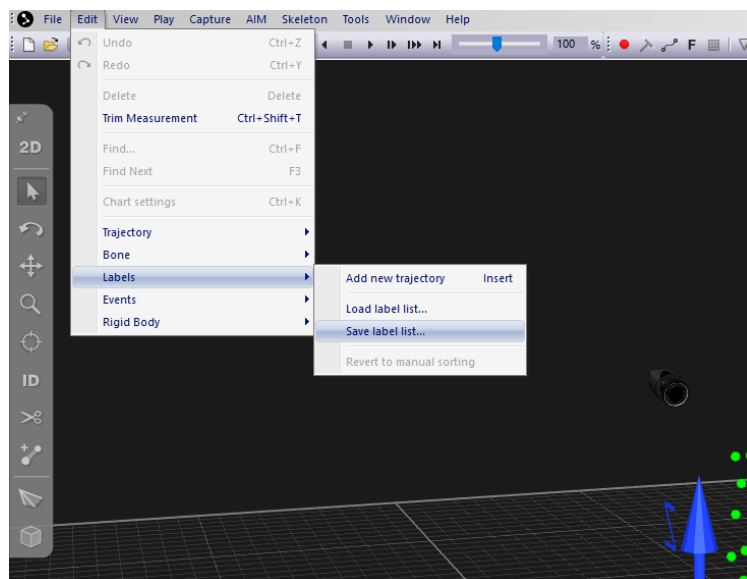 File Edit View Play Capture AIM Skeleton Tools Window Help
100 %
F
Undo Ctrl+Z
Redo Ctrl+Y
Delete Delete
Trim Measurement Ctrl+Shift+T
Find... Ctrl+F
Find Next F3
Chart settings Ctrl+K
Trajectory
Bone
Labels
Events
Rigid Body
Add new trajectory Insert
Load label list...
Save label list...
Revert to manual sorting
2D
ID
Z